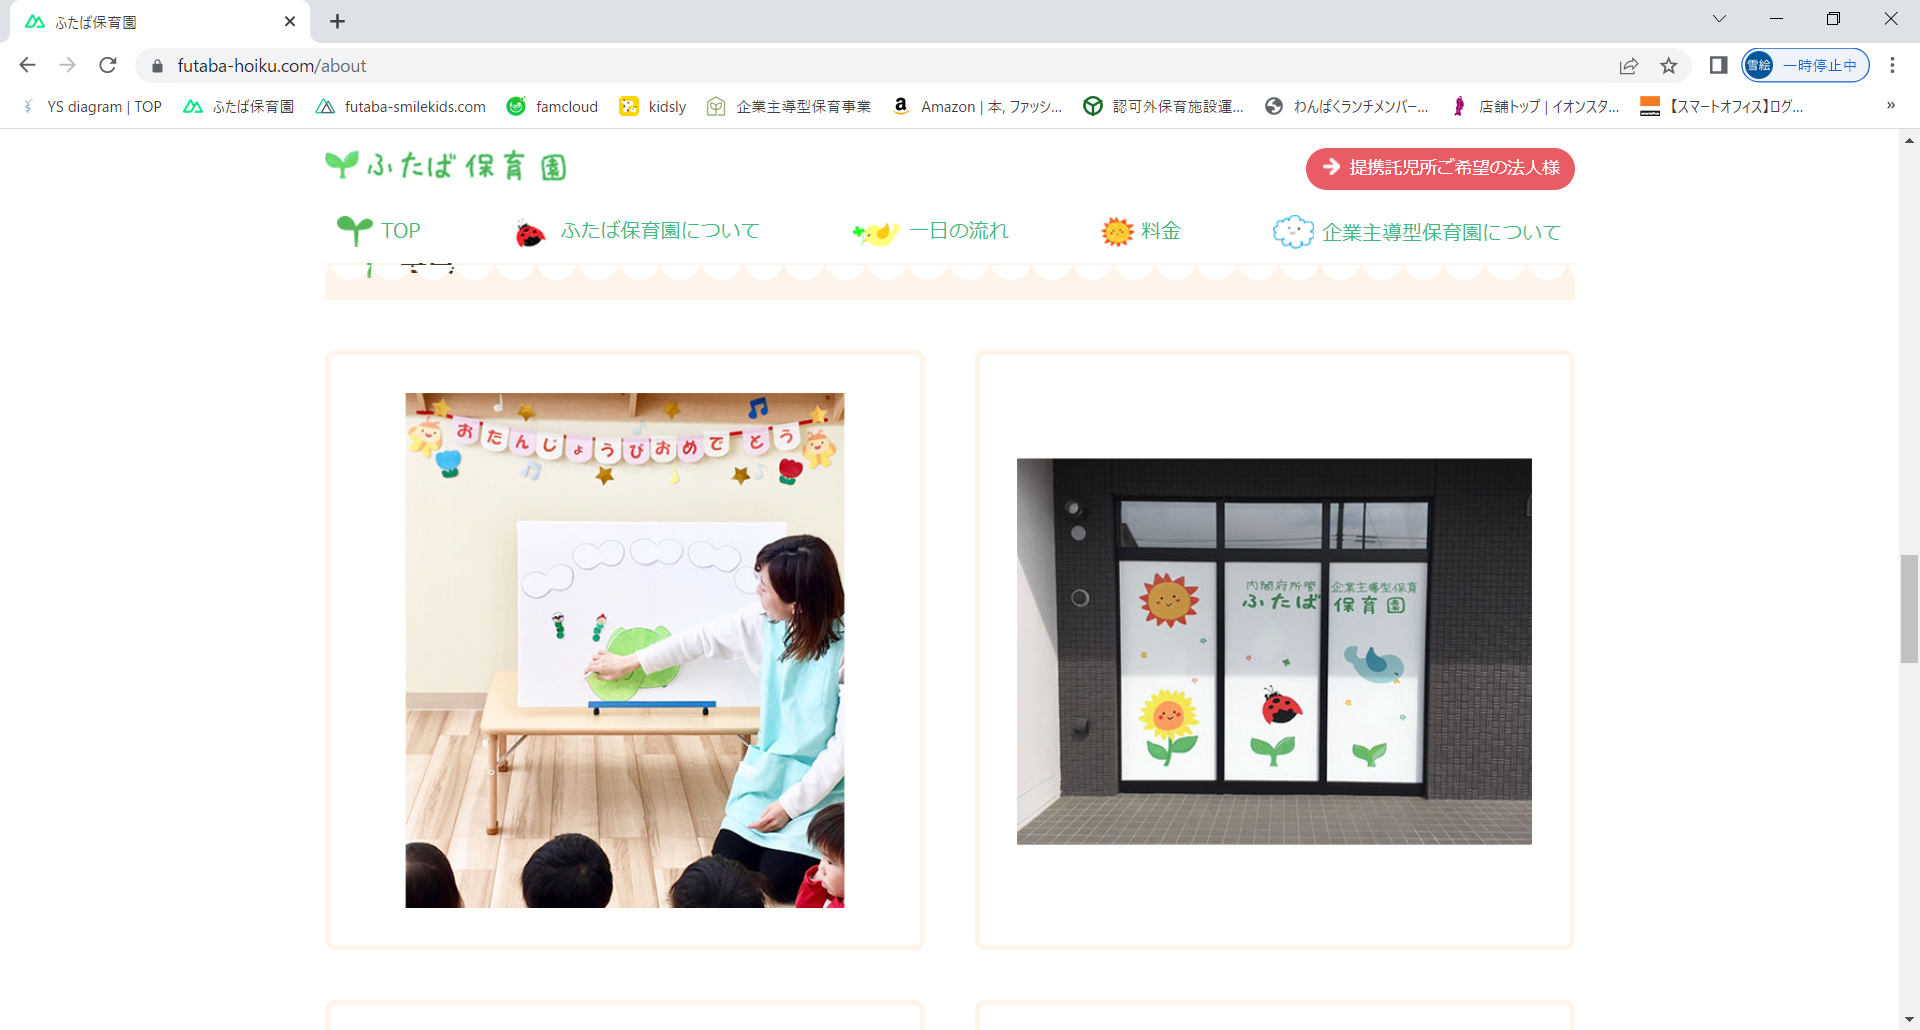 ふたば保育園
futaba-hoiku.com/about
雪絵 一時停止中
YS diagram | TOP
ふたば保育園
futaba-smilekids.com
famcloud
kidsly
企業主導型保育事業
Amazon | 本, ファッシ...
認可外保育施設運...
わんぱくランチメンバー...
店舗トップ | イオンスタ...
【スマートオフィス】ログ...
»
ふたば保育園
提携託児所ご希望の法人様
TOP
ふたば保育園について
一日の流れ
料金
企業主導型保育園について
おたんじょうびおめでとう
内閣府所管 企業主導型保育
ふたば保育園